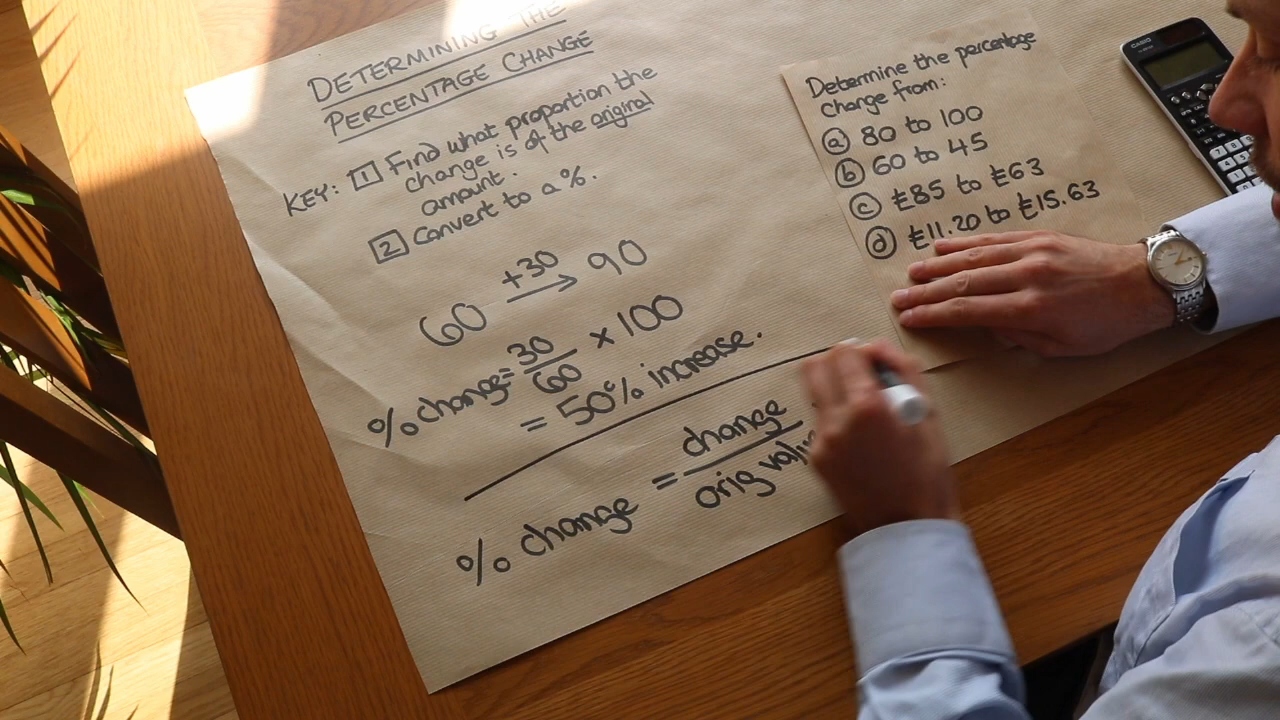 DETERMINING THE
PERCENTAGE CHANGE
KEY: 1 Find what proportion the
change is of the original
amount.
2 Convert to a %.
60 +30 → 90
% change = 30/60 × 100
= 50% increase.
% change = change
orig
Determine the percentage
change from:
a 80 to 100
b 60 to 45
c £85 to £63
d £11.20 to £15.63
CASIO